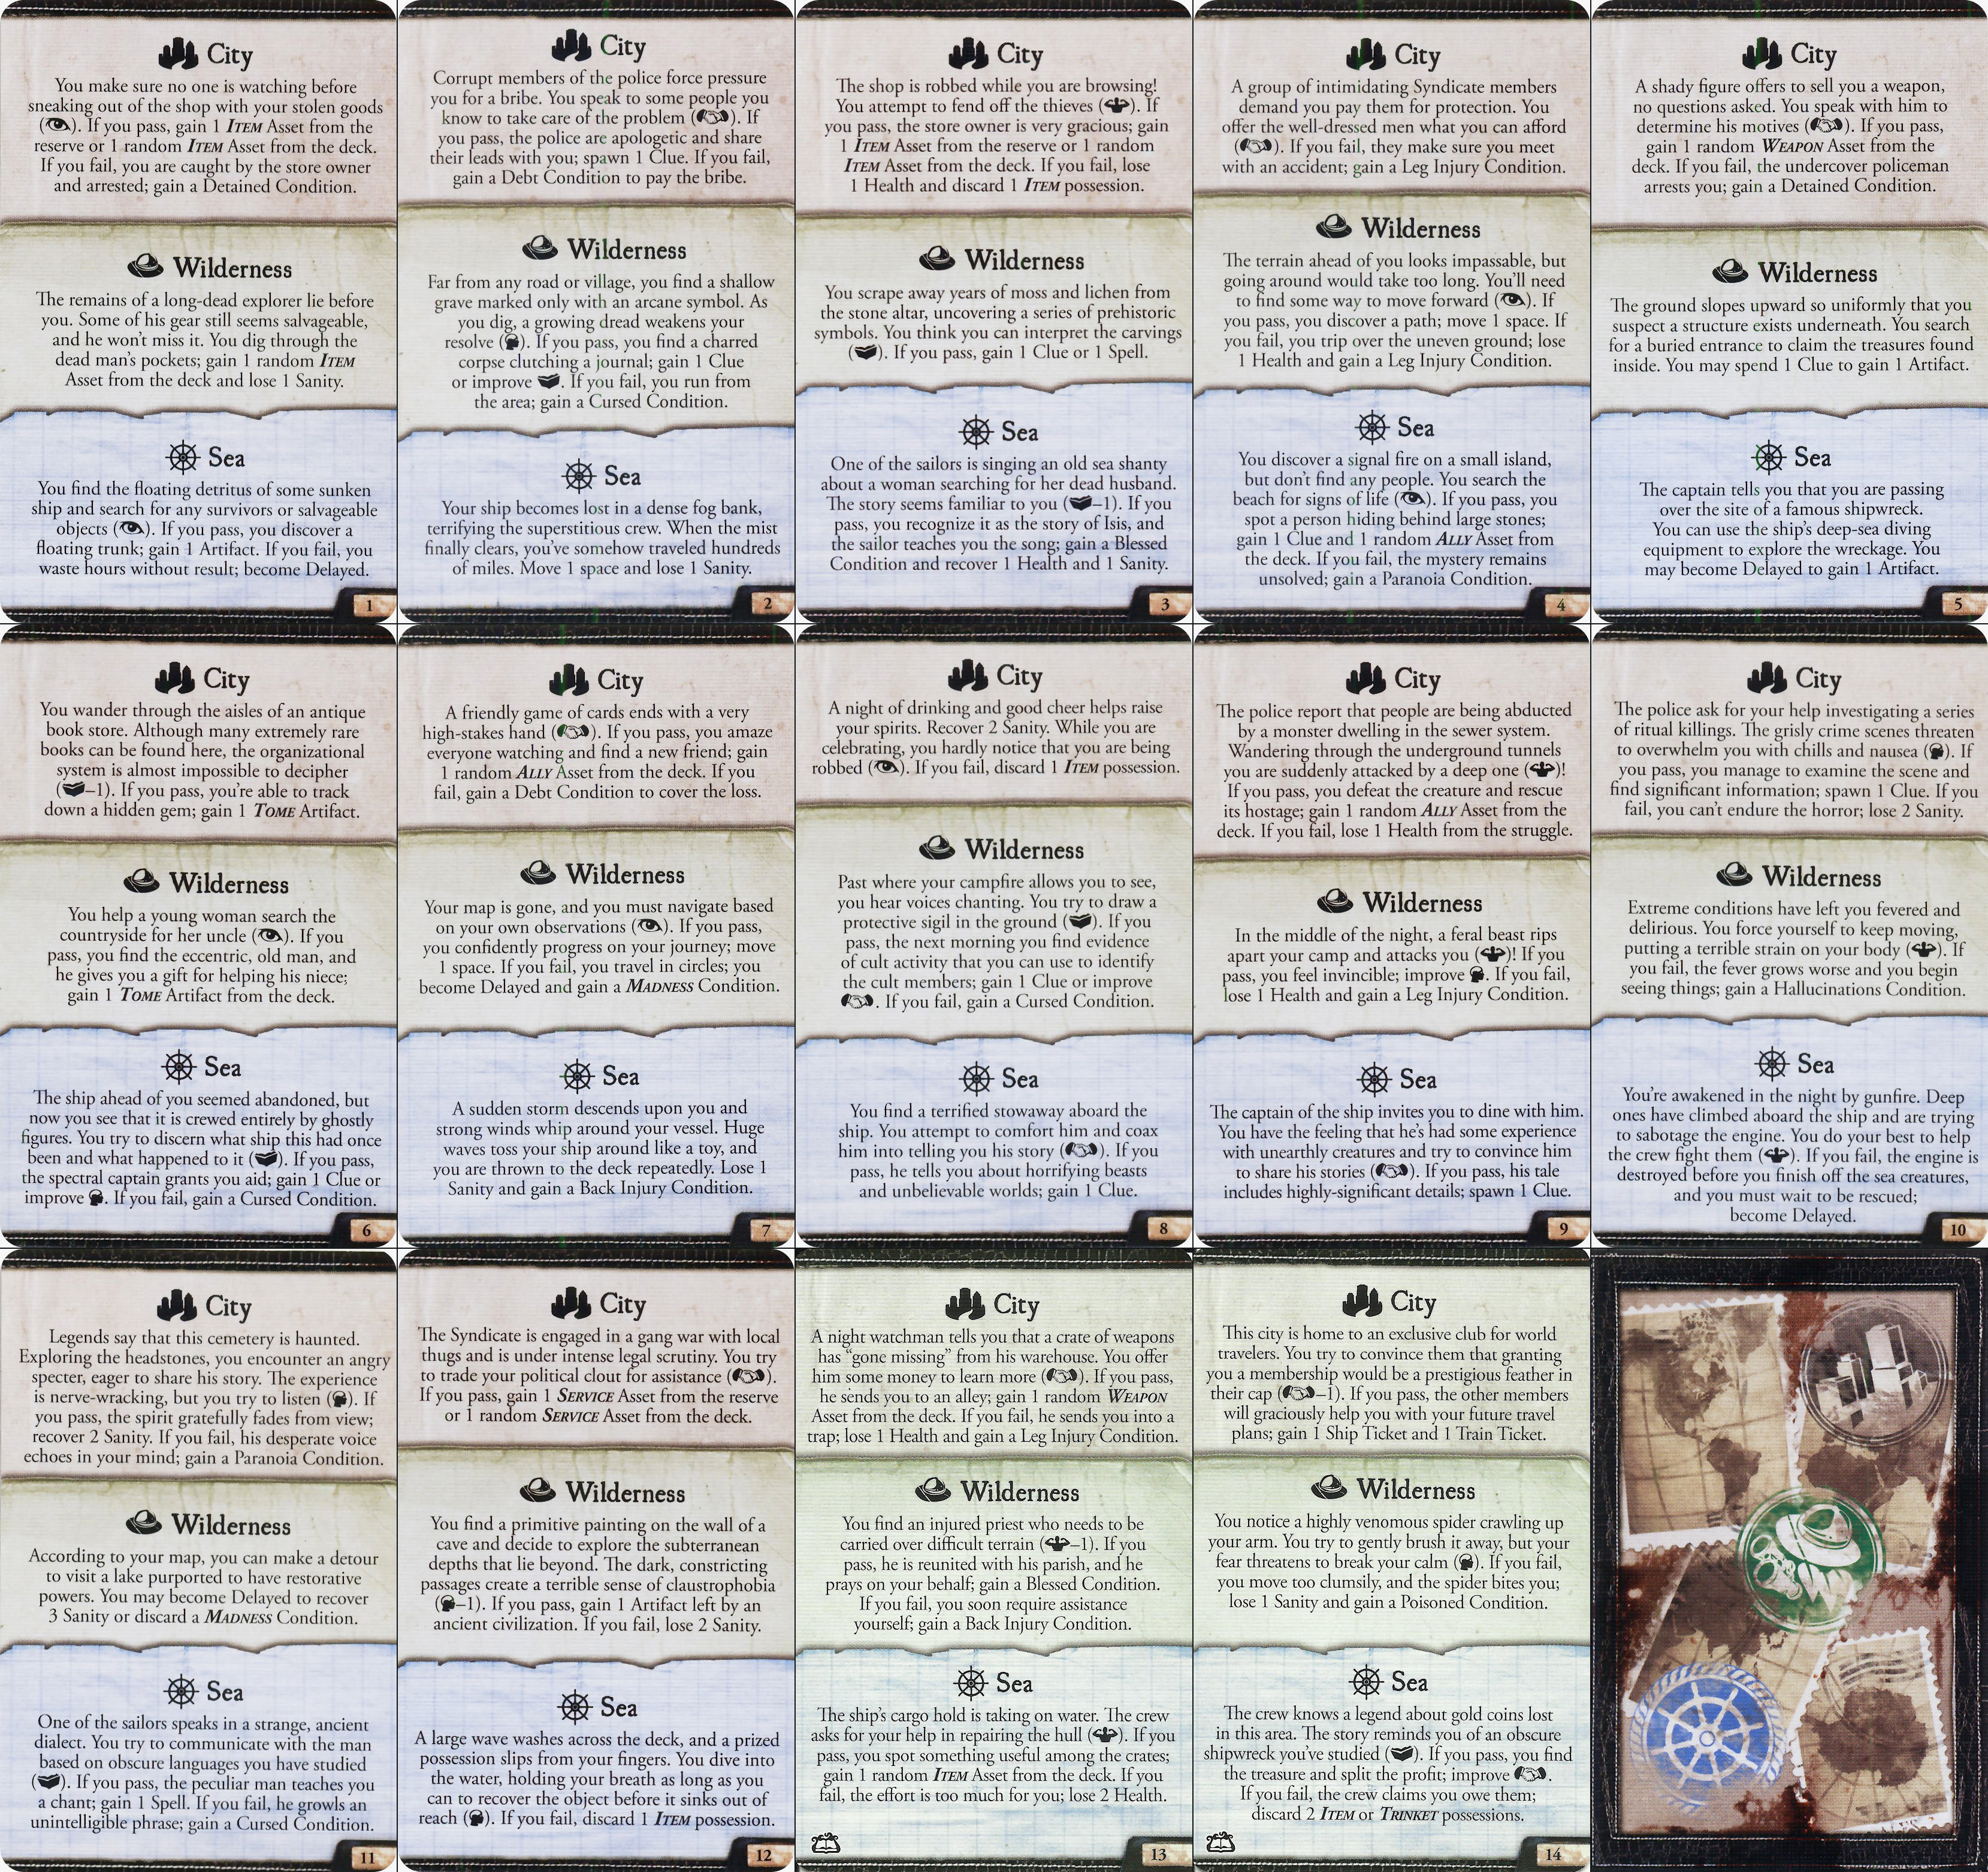 City
You make sure no one is watching before
sneaking out of the shop with your stolen goods
( ). If you pass, gain 1 ITEM Asset from the
reserve or 1 random ITEM Asset from the deck.
If you fail, you are caught by the store owner
and arrested; gain a Detained Condition.
Wilderness
The remains of a long-dead explorer lie before
you. Some of his gear still seems salvageable,
and he won't miss it. You dig through the
dead man's pockets; gain 1 random ITEM
Asset from the deck and lose 1 Sanity.
Sea
You find the floating detritus of some sunken
ship and search for any survivors or salvageable
objects ( ). If you pass, you discover a
floating trunk; gain 1 Artifact. If you fail, you
waste hours without result; become Delayed.
1
City
Corrupt members of the police force pressure
you for a bribe. You speak to some people you
know to take care of the problem ( ). If
you pass, the police are apologetic and share
their leads with you; spawn 1 Clue. If you fail,
gain a Debt Condition to pay the bribe.
Wilderness
Far from any road or village, you find a shallow
grave marked only with an arcane symbol. As
you dig, a growing dread weakens your
resolve ( ). If you pass, you find a charred
corpse clutching a journal; gain 1 Clue
or improve . If you fail, you run from
the area; gain a Cursed Condition.
Sea
Your ship becomes lost in a dense fog bank,
terrifying the superstitious crew. When the mist
finally clears, you've somehow traveled hundreds
of miles. Move 1 space and lose 1 Sanity.
2
City
The shop is robbed while you are browsing!
You attempt to fend off the thieves ( ). If
you pass, the store owner is very gracious; gain
1 ITEM Asset from the reserve or 1 random
ITEM Asset from the deck. If you fail, lose
1 Health and discard 1 ITEM possession.
Wilderness
You scrape away years of moss and lichen from
the stone altar, uncovering a series of prehistoric
symbols. You think you can interpret the carvings
( ). If you pass, gain 1 Clue or 1 Spell.
Sea
One of the sailors is singing an old sea shanty
about a woman searching for her dead husband.
The story seems familiar to you ( –1). If you
pass, you recognize it as the story of Isis, and
the sailor teaches you the song; gain a Blessed
Condition and recover 1 Health and 1 Sanity.
3
City
A group of intimidating Syndicate members
demand you pay them for protection. You
offer the well-dressed men what you can afford
( ). If you fail, they make sure you meet
with an accident; gain a Leg Injury Condition.
Wilderness
The terrain ahead of you looks impassable, but
going around would take too long. You'll need
to find some way to move forward ( ). If
you pass, you discover a path; move 1 space. If
you fail, you trip over the uneven ground; lose
1 Health and gain a Leg Injury Condition.
Sea
You discover a signal fire on a small island,
but don't find any people. You search the
beach for signs of life ( ). If you pass, you
spot a person hiding behind large stones;
gain 1 Clue and 1 random ALLY Asset from
the deck. If you fail, the mystery remains
unsolved; gain a Paranoia Condition.
4
City
A shady figure offers to sell you a weapon,
no questions asked. You speak with him to
determine his motives ( ). If you pass,
gain 1 random WEAPON Asset from the
deck. If you fail, the undercover policeman
arrests you; gain a Detained Condition.
Wilderness
The ground slopes upward so uniformly that you
suspect a structure exists underneath. You search
for a buried entrance to claim the treasures found
inside. You may spend 1 Clue to gain 1 Artifact.
Sea
The captain tells you that you are passing
over the site of a famous shipwreck.
You can use the ship's deep-sea diving
equipment to explore the wreckage. You
may become Delayed to gain 1 Artifact.
5
City
You wander through the aisles of an antique
book store. Although many extremely rare
books can be found here, the organizational
system is almost impossible to decipher
( –1). If you pass, you're able to track
down a hidden gem; gain 1 TOME Artifact.
Wilderness
You help a young woman search the
countryside for her uncle ( ). If you
pass, you find the eccentric, old man, and
he gives you a gift for helping his niece;
gain 1 TOME Artifact from the deck.
Sea
The ship ahead of you seemed abandoned, but
now you see that it is crewed entirely by ghostly
figures. You try to discern what ship this had once
been and what happened to it ( ). If you pass,
the spectral captain grants you aid; gain 1 Clue or
improve . If you fail, gain a Cursed Condition.
6
City
A friendly game of cards ends with a very
high-stakes hand ( ). If you pass, you amaze
everyone watching and find a new friend; gain
1 random ALLY Asset from the deck. If you
fail, gain a Debt Condition to cover the loss.
Wilderness
Your map is gone, and you must navigate based
on your own observations ( ). If you pass,
you confidently progress on your journey; move
1 space. If you fail, you travel in circles; you
become Delayed and gain a MADNESS Condition.
Sea
A sudden storm descends upon you and
strong winds whip around your vessel. Huge
waves toss your ship around like a toy, and
you are thrown to the deck repeatedly. Lose 1
Sanity and gain a Back Injury Condition.
7
City
A night of drinking and good cheer helps raise
your spirits. Recover 2 Sanity. While you are
celebrating, you hardly notice that you are being
robbed ( ). If you fail, discard 1 ITEM possession.
Wilderness
Past where your campfire allows you to see,
you hear voices chanting. You try to draw a
protective sigil in the ground ( ). If you
pass, the next morning you find evidence
of cult activity that you can use to identify
the cult members; gain 1 Clue or improve
. If you fail, gain a Cursed Condition.
Sea
You find a terrified stowaway aboard the
ship. You attempt to comfort him and coax
him into telling you his story ( ). If you
pass, he tells you about horrifying beasts
and unbelievable worlds; gain 1 Clue.
8
City
The police report that people are being abducted
by a monster dwelling in the sewer system.
Wandering through the underground tunnels
you are suddenly attacked by a deep one ( )!
If you pass, you defeat the creature and rescue
its hostage; gain 1 random ALLY Asset from the
deck. If you fail, lose 1 Health from the struggle.
Wilderness
In the middle of the night, a feral beast rips
apart your camp and attacks you ( )! If you
pass, you feel invincible; improve . If you fail,
lose 1 Health and gain a Leg Injury Condition.
Sea
The captain of the ship invites you to dine with him.
You have the feeling that he's had some experience
with unearthly creatures and try to convince him
to share his stories ( ). If you pass, his tale
includes highly-significant details; spawn 1 Clue.
9
City
The police ask for your help investigating a series
of ritual killings. The grisly crime scenes threaten
to overwhelm you with chills and nausea ( ). If
you pass, you manage to examine the scene and
find significant information; spawn 1 Clue. If you
fail, you can't endure the horror; lose 2 Sanity.
Wilderness
Extreme conditions have left you fevered and
delirious. You force yourself to keep moving,
putting a terrible strain on your body ( ). If
you fail, the fever grows worse and you begin
seeing things; gain a Hallucinations Condition.
Sea
You're awakened in the night by gunfire. Deep
ones have climbed aboard the ship and are trying
to sabotage the engine. You do your best to help
the crew fight them ( ). If you fail, the engine is
destroyed before you finish off the sea creatures,
and you must wait to be rescued;
become Delayed.
10
City
Legends say that this cemetery is haunted.
Exploring the headstones, you encounter an angry
specter, eager to share his story. The experience
is nerve-wracking, but you try to listen ( ). If
you pass, the spirit gratefully fades from view;
recover 2 Sanity. If you fail, his desperate voice
echoes in your mind; gain a Paranoia Condition.
Wilderness
According to your map, you can make a detour
to visit a lake purported to have restorative
powers. You may become Delayed to recover
3 Sanity or discard a MADNESS Condition.
Sea
One of the sailors speaks in a strange, ancient
dialect. You try to communicate with the man
based on obscure languages you have studied
( ). If you pass, the peculiar man teaches you
a chant; gain 1 Spell. If you fail, he growls an
unintelligible phrase; gain a Cursed Condition.
11
City
The Syndicate is engaged in a gang war with local
thugs and is under intense legal scrutiny. You try
to trade your political clout for assistance ( ).
If you pass, gain 1 SERVICE Asset from the reserve
or 1 random SERVICE Asset from the deck.
Wilderness
You find a primitive painting on the wall of a
cave and decide to explore the subterranean
depths that lie beyond. The dark, constricting
passages create a terrible sense of claustrophobia
( –1). If you pass, gain 1 Artifact left by an
ancient civilization. If you fail, lose 2 Sanity.
Sea
A large wave washes across the deck, and a prized
possession slips from your fingers. You dive into
the water, holding your breath as long as you
can to recover the object before it sinks out of
reach ( ). If you fail, discard 1 ITEM possession.
12
City
A night watchman tells you that a crate of weapons
has "gone missing" from his warehouse. You offer
him some money to learn more ( ). If you pass,
he sends you to an alley; gain 1 random WEAPON
Asset from the deck. If you fail, he sends you into a
trap; lose 1 Health and gain a Leg Injury Condition.
Wilderness
You find an injured priest who needs to be
carried over difficult terrain ( –1). If you
pass, he is reunited with his parish, and he
prays on your behalf; gain a Blessed Condition.
If you fail, you soon require assistance
yourself; gain a Back Injury Condition.
Sea
The ship's cargo hold is taking on water. The crew
asks for your help in repairing the hull ( ). If you
pass, you spot something useful among the crates;
gain 1 random ITEM Asset from the deck. If you
fail, the effort is too much for you; lose 2 Health.
13
City
This city is home to an exclusive club for world
travelers. You try to convince them that granting
you a membership would be a prestigious feather in
their cap ( –1). If you pass, the other members
will graciously help you with your future travel
plans; gain 1 Ship Ticket and 1 Train Ticket.
Wilderness
You notice a highly venomous spider crawling up
your arm. You try to gently brush it away, but your
fear threatens to break your calm ( ). If you fail,
you move too clumsily, and the spider bites you;
lose 1 Sanity and gain a Poisoned Condition.
Sea
The crew knows a legend about gold coins lost
in this area. The story reminds you of an obscure
shipwreck you've studied ( ). If you pass, you find
the treasure and split the profit; improve .
If you fail, the crew claims you owe them;
discard 2 ITEM or TRINKET possessions.
14